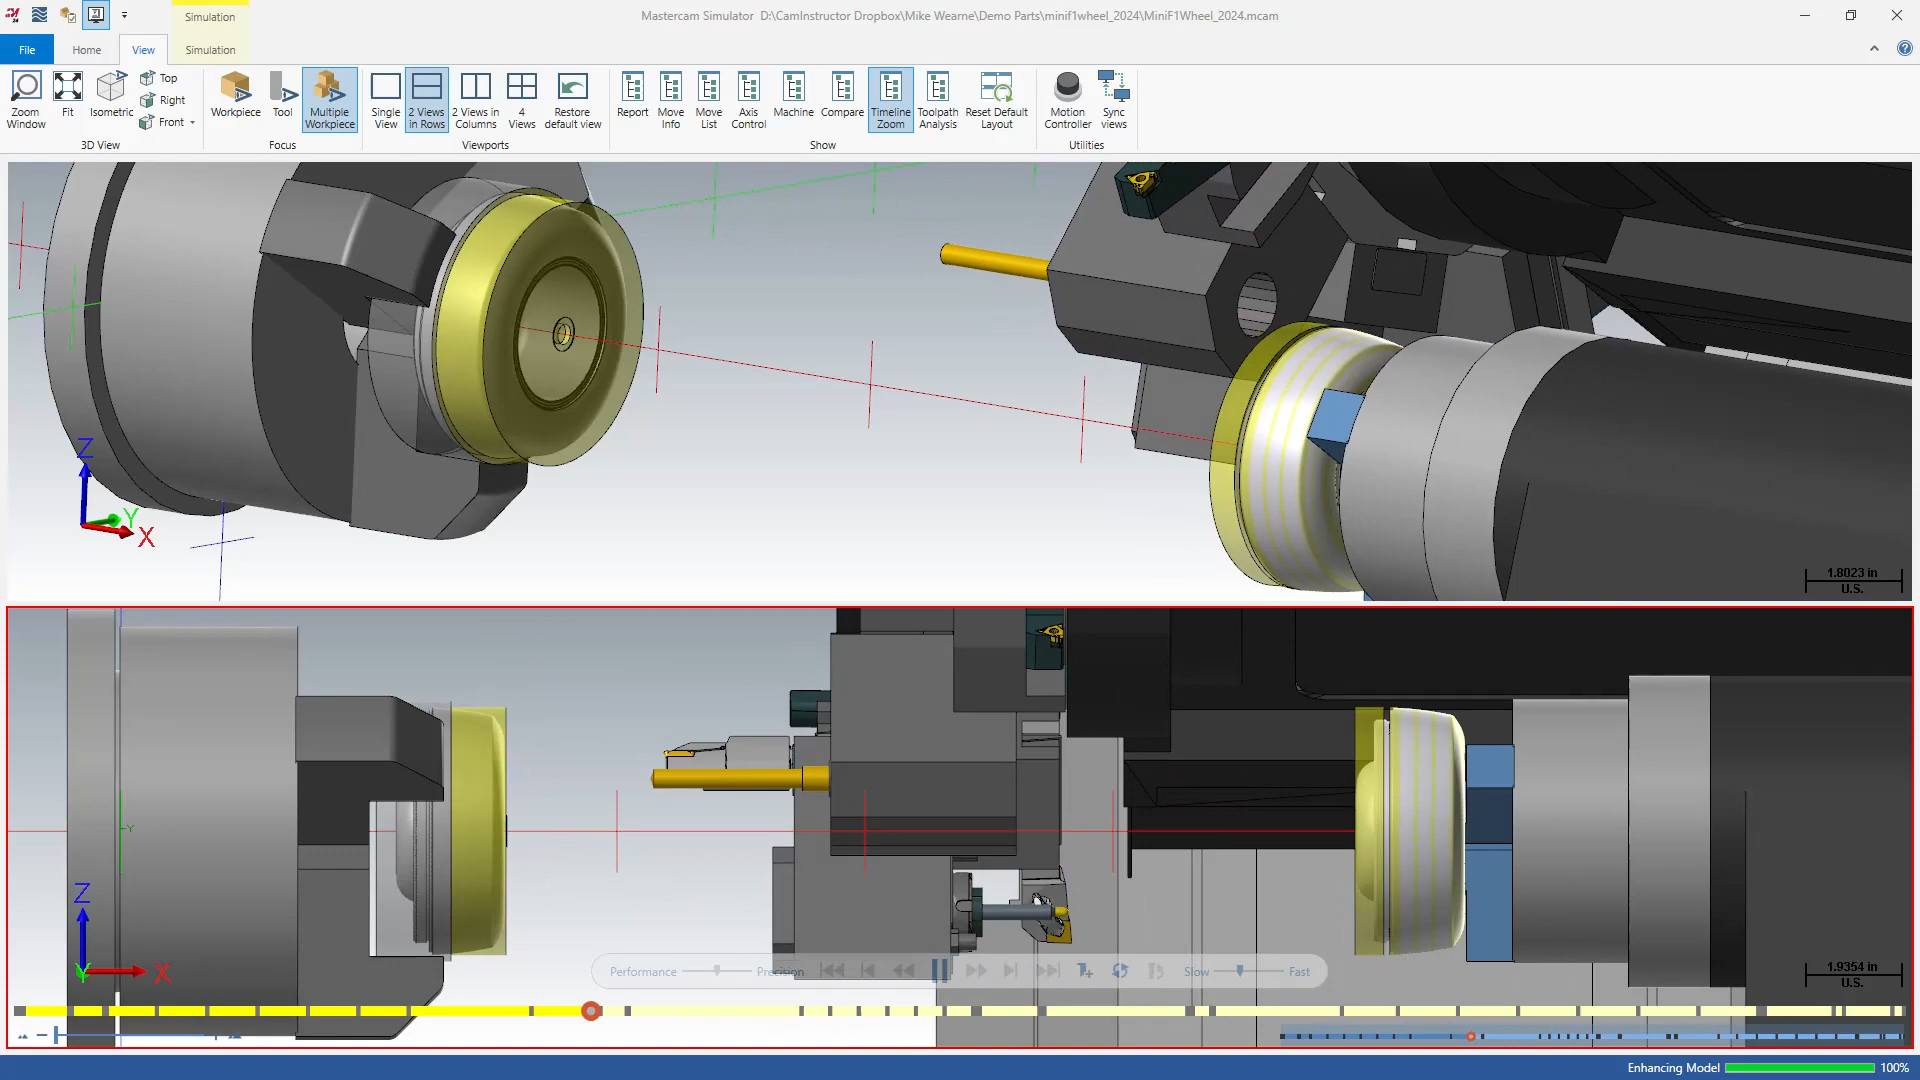 Simulation
Mastercam Simulator D:\CamInstructor Dropbox\Mike Wearne\Demo Parts\minif1wheel_2024\MiniF1Wheel_2024.mcam
File
Home
View
Simulation
Zoom Window
Fit
Isometric
Top
Right
Front
3D View
Workpiece
Tool
Multiple Workpiece
Focus
Single View
2 Views in Rows
2 Views in Columns
4 Views
Restore default view
Viewports
Report
Move Info
Move List
Axis Control
Machine
Compare
Timeline Zoom
Toolpath Analysis
Reset Default Layout
Show
Motion Controller
Sync views
Utilities
Z
Y
X
1.8023 in
U.S.
Y
Z
Y
X
Performance
Precision
Slow
Fast
1.9354 in
U.S.
Enhancing Model
100%